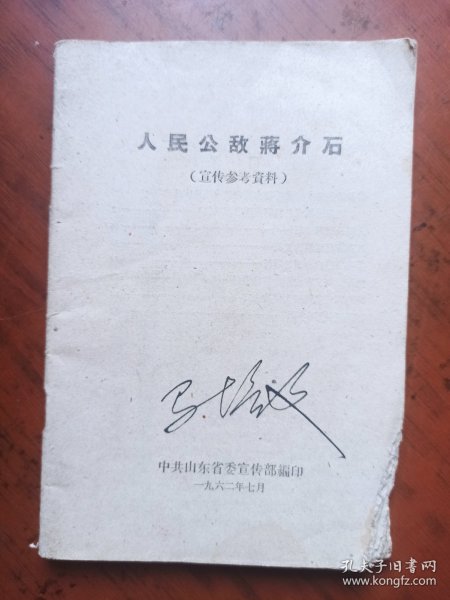 人民公敌蒋介石
（宣传参考資料）
中共山东省委宣传部編印
一九六二年七月
孔夫子旧书网
www.kongfz.com